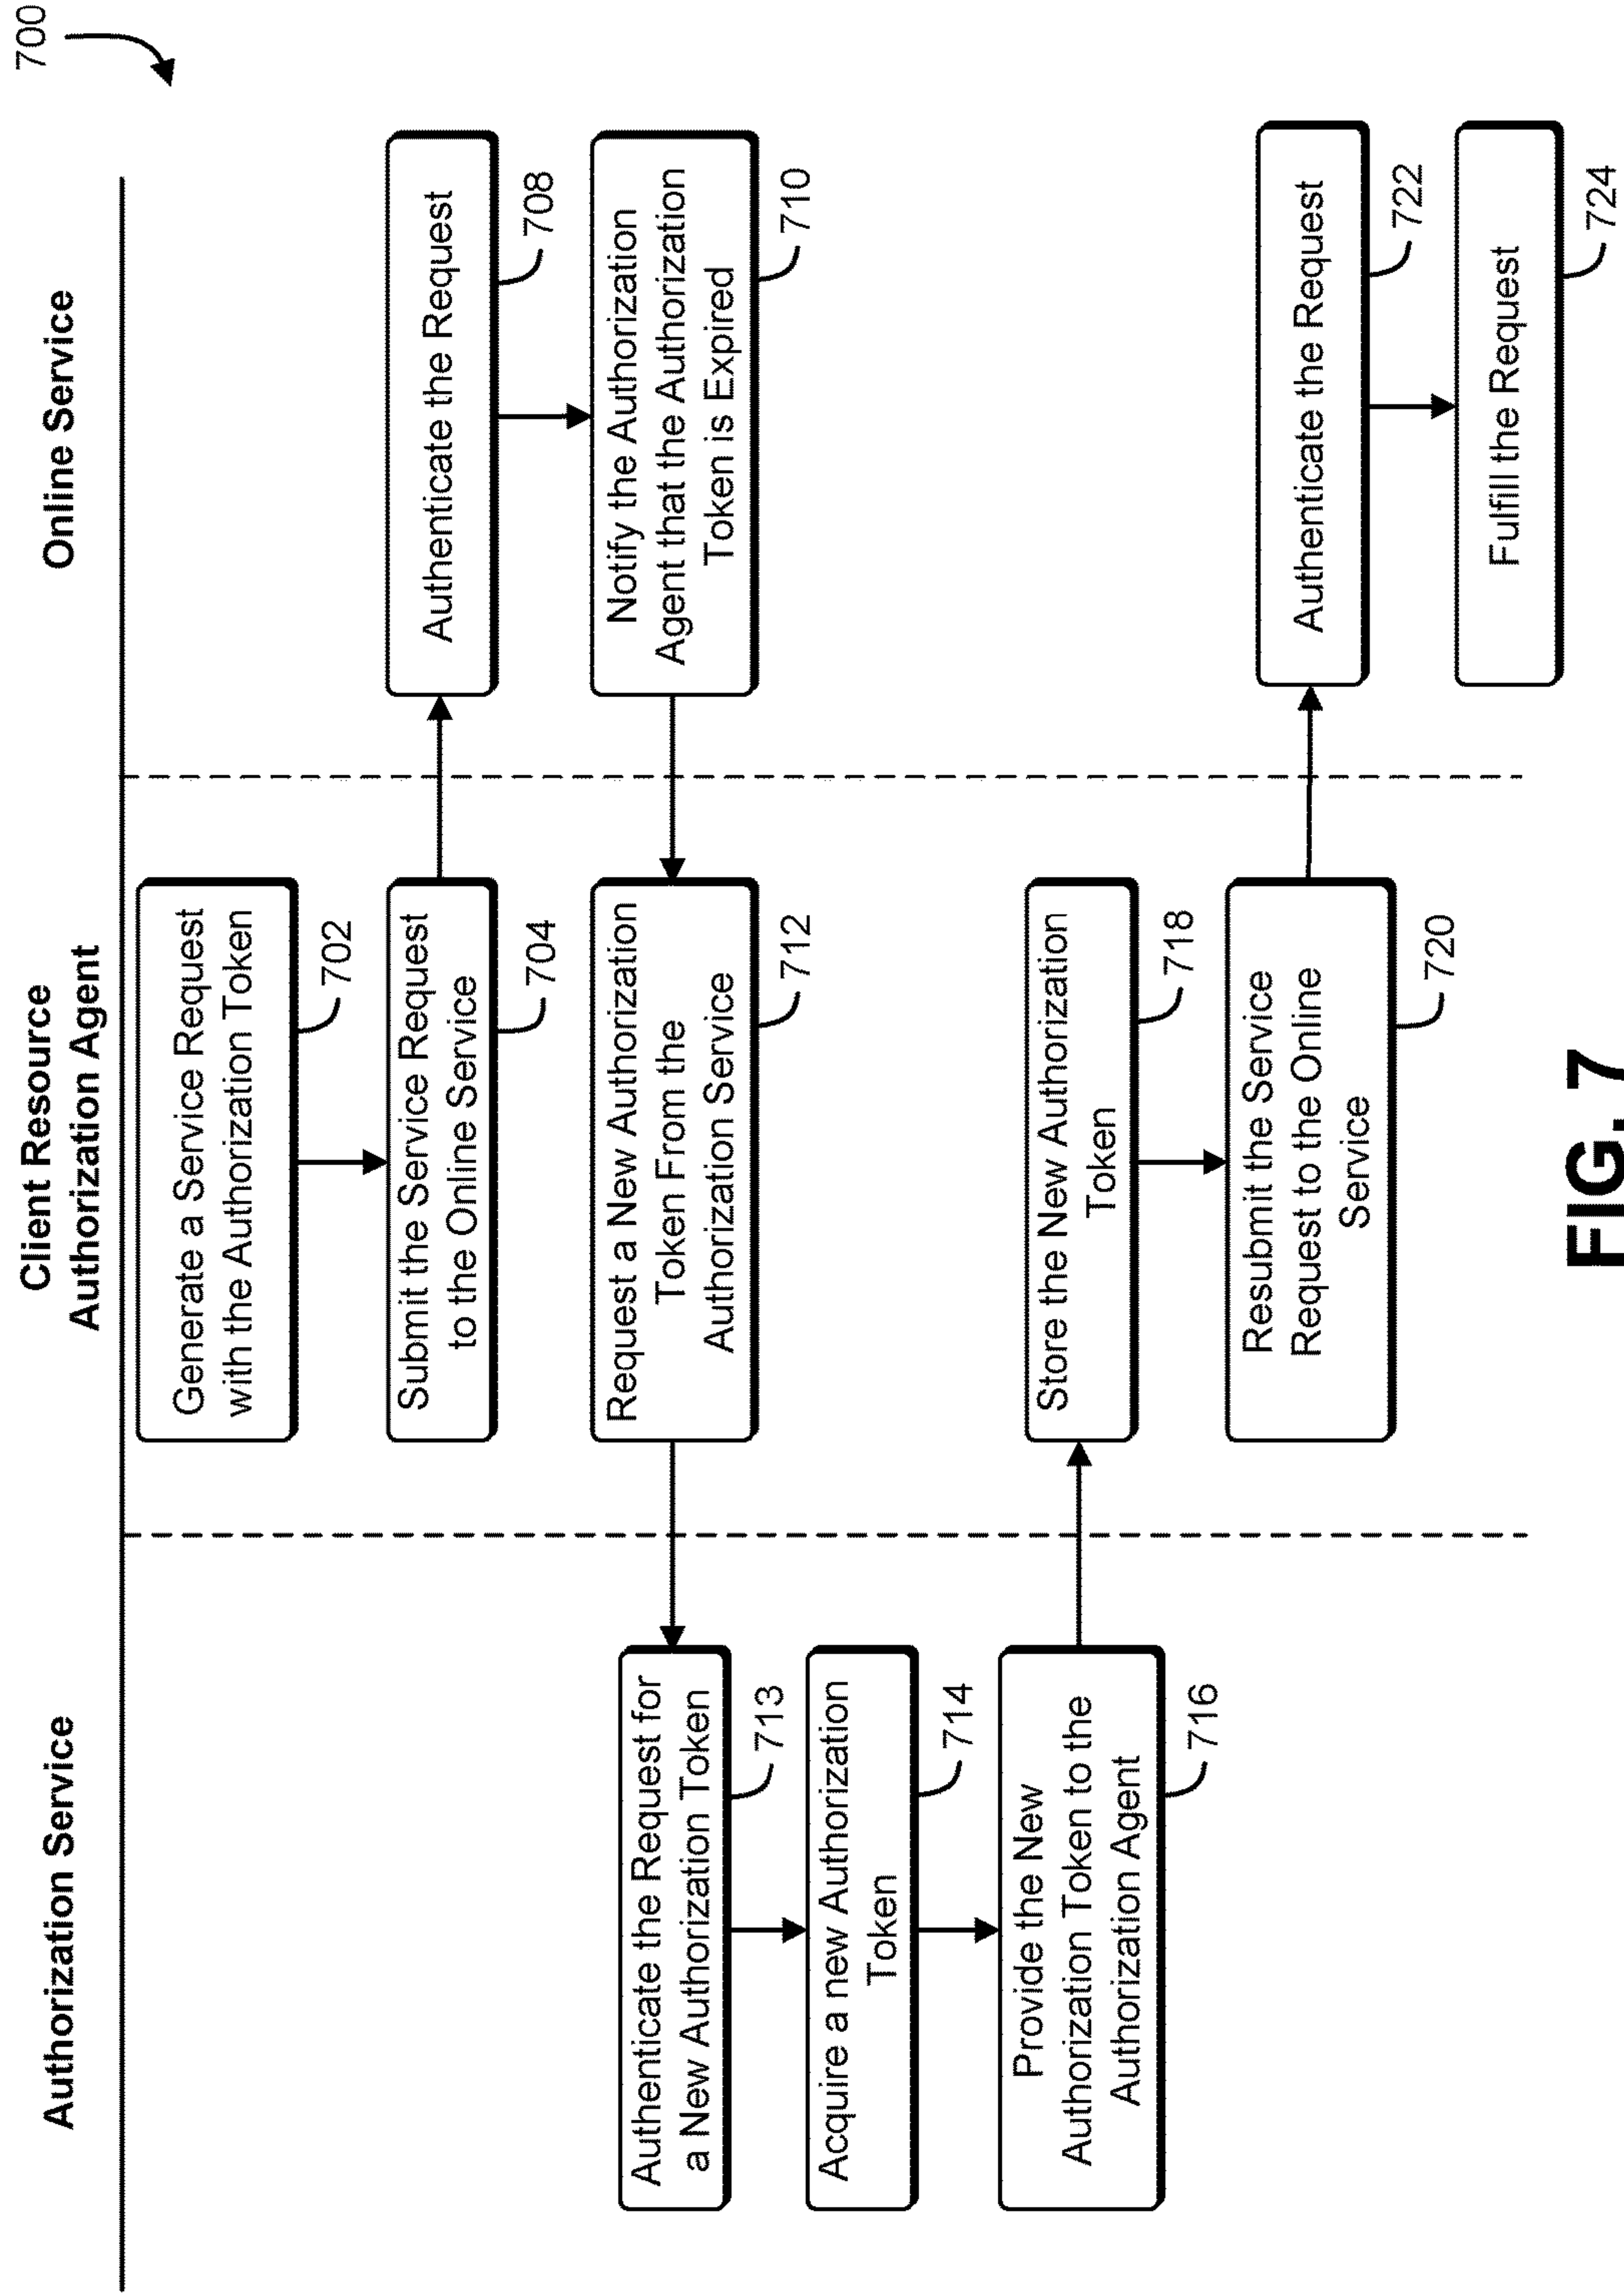 700
Authorization Service
Client Resource
Authorization Agent
Online Service
Generate a Service Request
with the Authorization Token
702
Submit the Service Request
to the Online Service
704
Authenticate the Request
708
Notify the Authorization
Agent that the Authorization
Token is Expired
710
Request a New Authorization
Token From the
Authorization Service
712
Authenticate the Request for
a New Authorization Token
713
Acquire a new Authorization
Token
714
Provide the New
Authorization Token to the
Authorization Agent
716
Store the New Authorization
Token
718
Resubmit the Service
Request to the Online
Service
720
Authenticate the Request
722
Fulfill the Request
724
FIG. 7